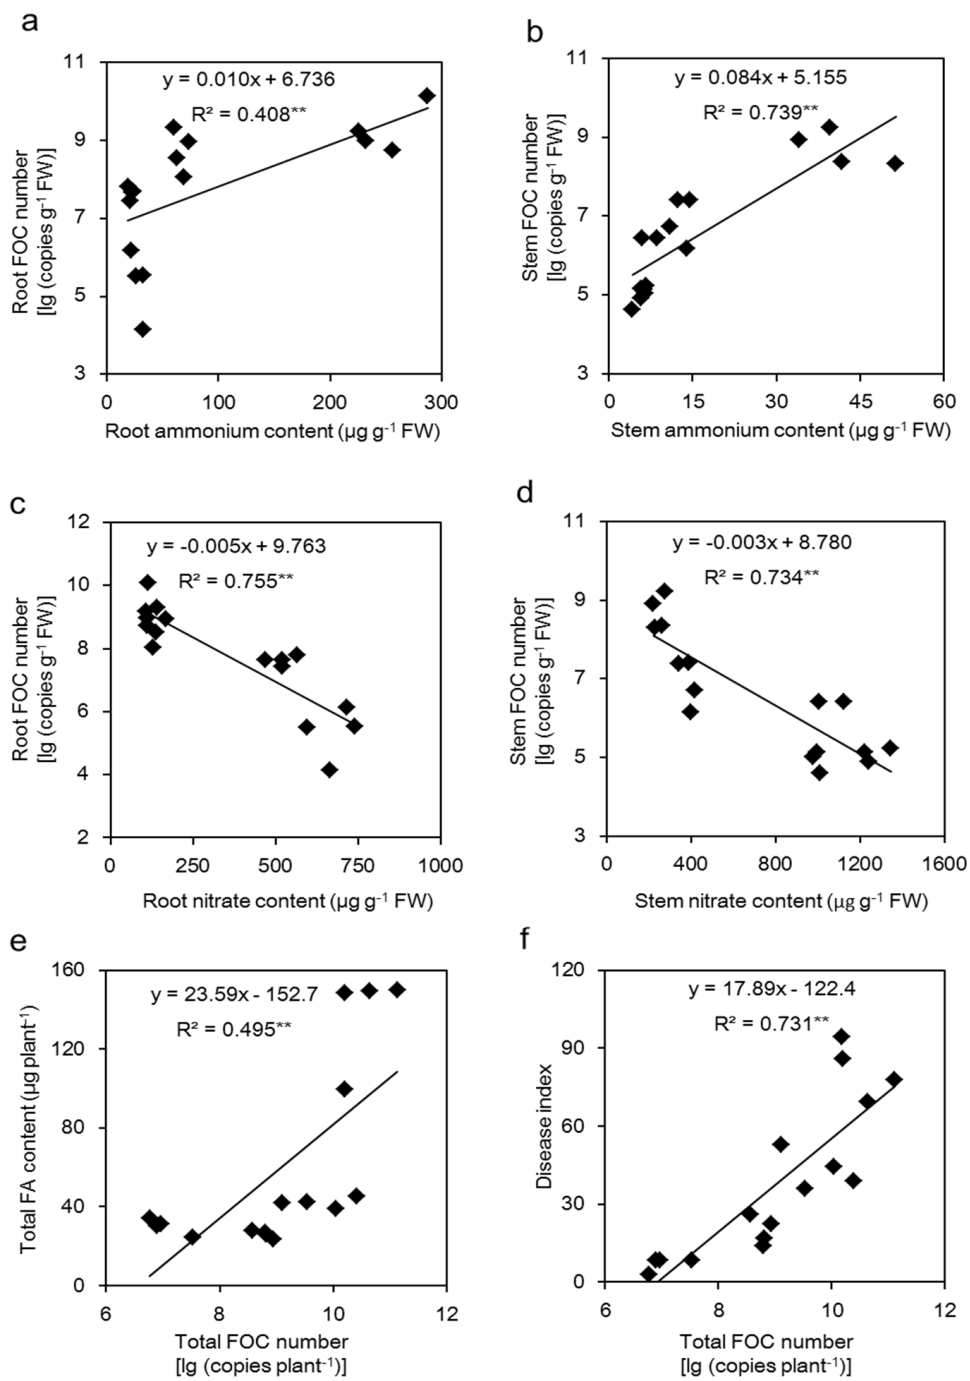 a
y = 0.010x + 6.736
R² = 0.408**
Root FOC number
[lg (copies g⁻¹ FW)]
11
9
7
5
3
0 100 200 300
Root ammonium content (μg g⁻¹ FW)
b
y = 0.084x + 5.155
R² = 0.739**
Stem FOC number
[lg (copies g⁻¹ FW)]
11
9
7
5
3
0 15 30 45 60
Stem ammonium content (μg g⁻¹ FW)
c
y = -0.005x + 9.763
R² = 0.755**
Root FOC number
[lg (copies g⁻¹ FW)]
12
10
8
6
4
2
0 250 500 750 1000
Root nitrate content (μg g⁻¹ FW)
d
y = -0.003x + 8.780
R² = 0.734**
Stem FOC number
[lg (copies g⁻¹ FW)]
11
9
7
5
3
0 400 800 1200 1600
Stem nitrate content (μg g⁻¹ FW)
e
y = 23.59x - 152.7
R² = 0.495**
Total FA content (μg plant⁻¹)
160
120
80
40
0
6 8 10 12
Total FOC number
[lg (copies plant⁻¹)]
f
y = 17.89x - 122.4
R² = 0.731**
Disease index
120
90
60
30
0
6 8 10 12
Total FOC number
[lg (copies plant⁻¹)]